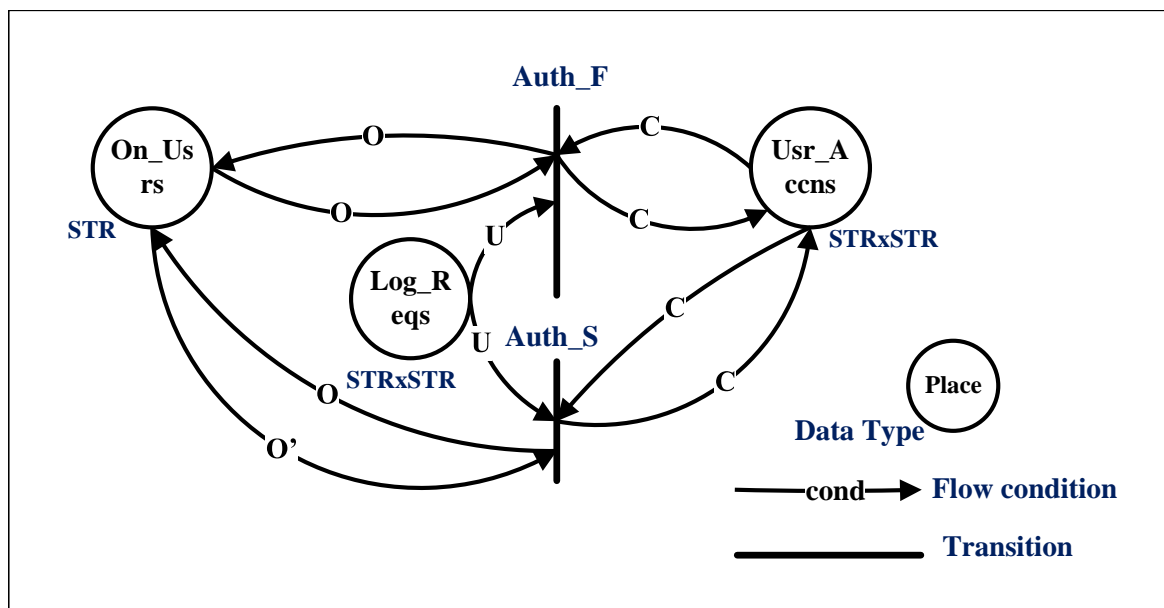 Auth_F
On_Us
rs
O
C
Usr_A
ccns
O
C
STR
U
STRxSTR
Log_R
eqs
C
U
Auth_S
STRxSTR
O
C
Place
Data Type
O’
cond
Flow condition
Transition